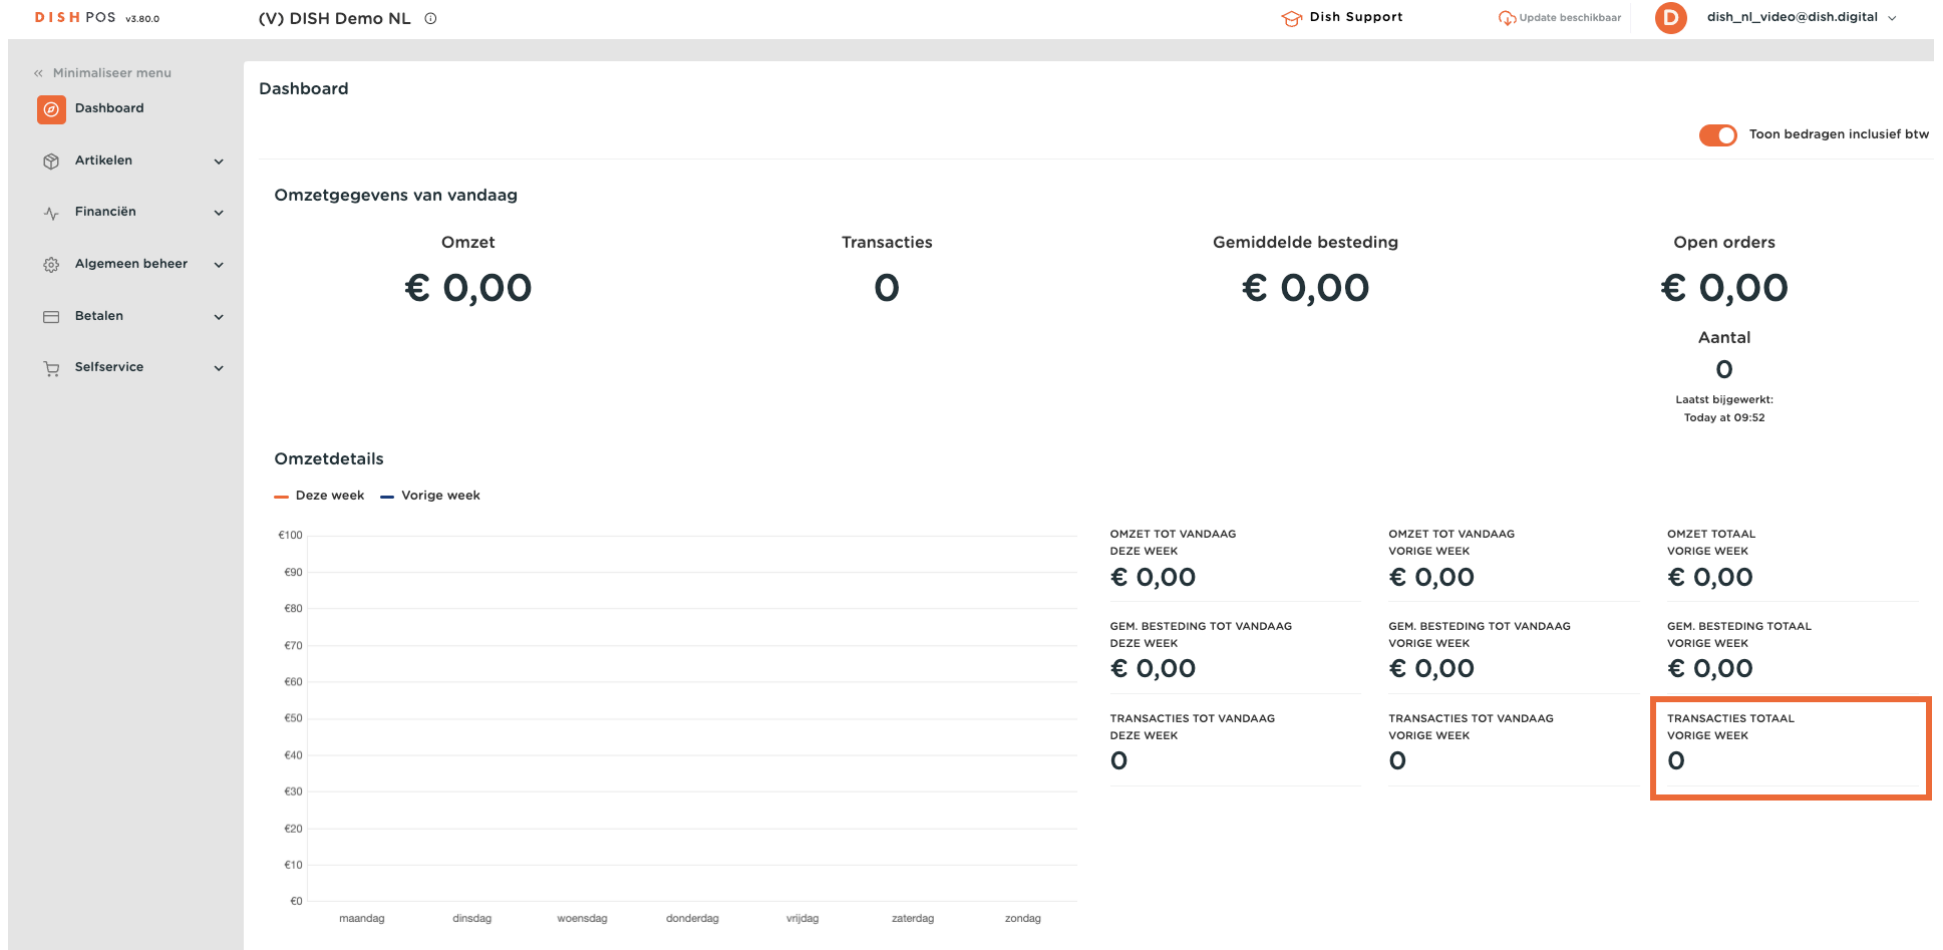 DISH POS v3.80.0
(V) DISH Demo NL
Dish Support
Update beschikbaar
D
dish_nl_video@dish.digital
Minimaliseer menu
Dashboard
Artikelen
Financiën
Algemeen beheer
Betalen
Selfservice
Dashboard
Toon bedragen inclusief btw
Omzetgegevens van vandaag
Omzet
€ 0,00
Transacties
0
Gemiddelde besteding
€ 0,00
Open orders
€ 0,00
Aantal
0
Laatst bijgewerkt:
Today at 09:52
Omzetdetails
Deze week
Vorige week
€100
€90
€80
€70
€60
€50
€40
€30
€20
€10
€0
maandag
dinsdag
woensdag
donderdag
vrijdag
zaterdag
zondag
OMZET TOT VANDAAG
DEZE WEEK
€ 0,00
OMZET TOT VANDAAG
VORIGE WEEK
€ 0,00
OMZET TOTAAL
VORIGE WEEK
€ 0,00
GEM. BESTEDING TOT VANDAAG
DEZE WEEK
€ 0,00
GEM. BESTEDING TOT VANDAAG
VORIGE WEEK
€ 0,00
GEM. BESTEDING TOTAAL
VORIGE WEEK
€ 0,00
TRANSACTIES TOT VANDAAG
DEZE WEEK
0
TRANSACTIES TOT VANDAAG
VORIGE WEEK
0
TRANSACTIES TOTAAL
VORIGE WEEK
0